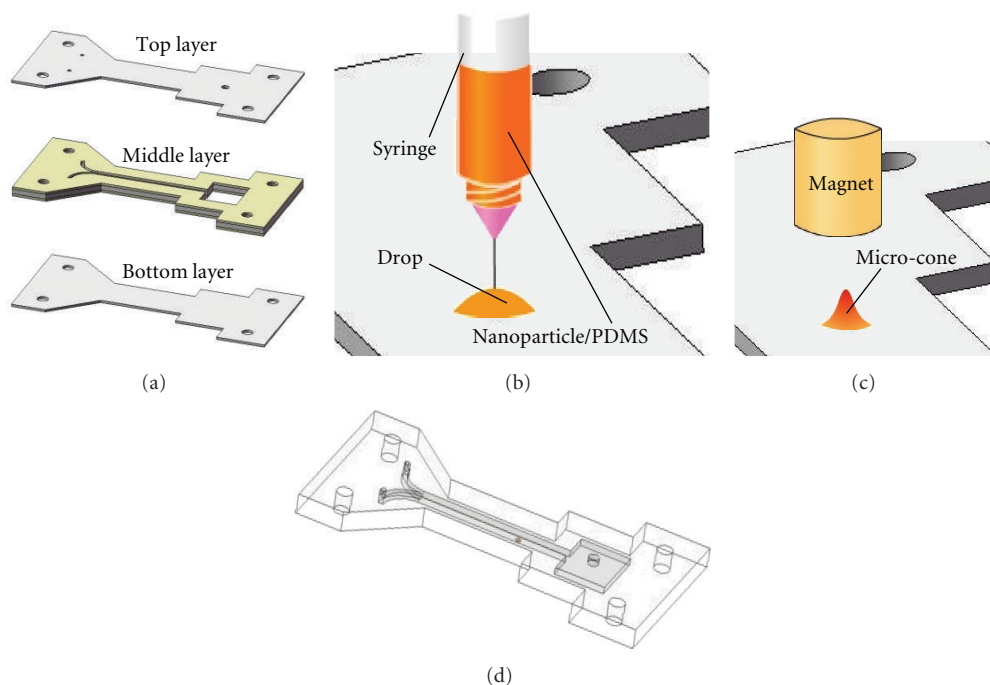 Top layer
Middle layer
Bottom layer
(a)
Syringe
Drop
Nanoparticle/PDMS
(b)
Magnet
Micro-cone
(c)
(d)